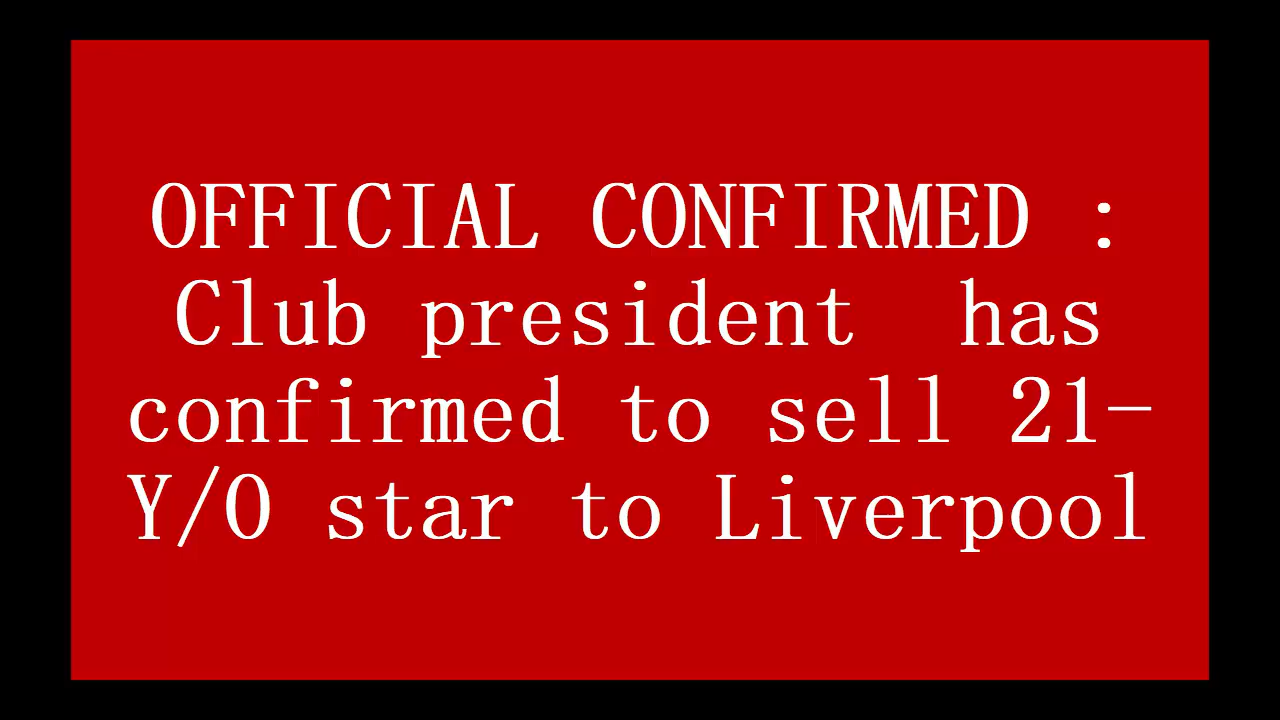 OFFICIAL CONFIRMED :
Club president  has
confirmed to sell 21-
Y/O star to Liverpool